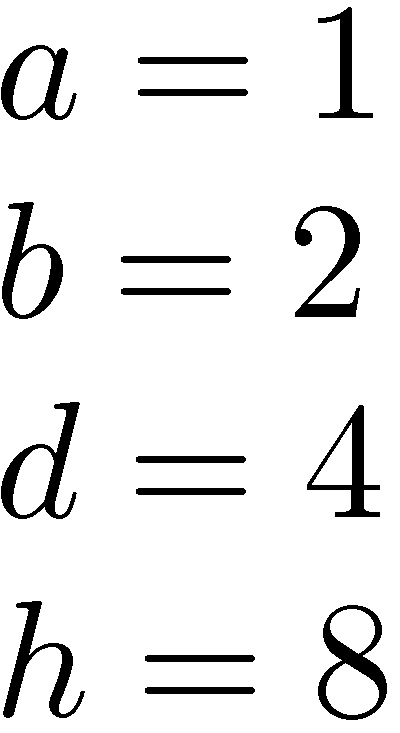 a = 1
b = 2
d = 4
h = 8